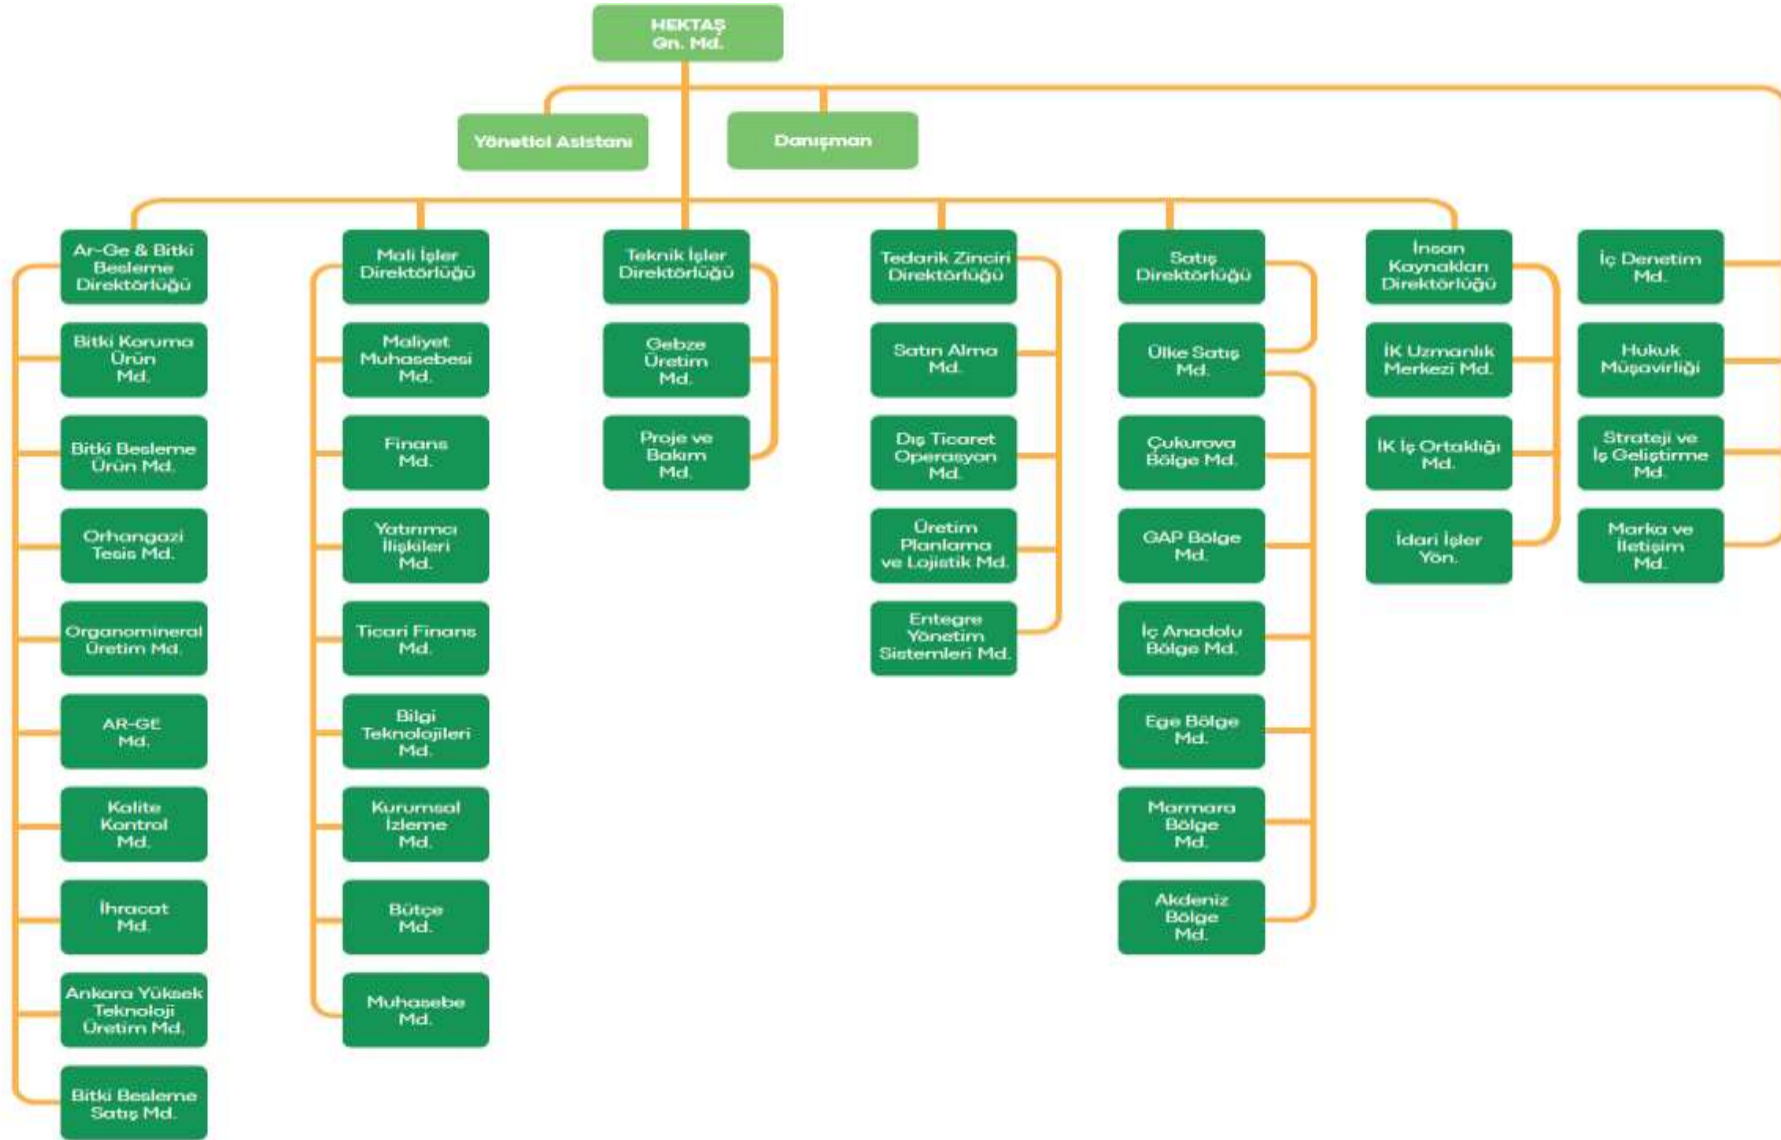 HEKTAŞ
Gn. Md.
Yönetici Asistanı
Danışman
Ar-Ge & Bitki
Besleme
Direktörlüğü
Bitki Koruma
Ürün
Md.
Bitki Besleme
Ürün Md.
Orhangazi
Tesis Md.
Organomineral
Üretim Md.
AR-GE
Md.
Kalite
Kontrol
Md.
İhracat
Md.
Ankara Yüksek
Teknoloji
Üretim Md.
Bitki Besleme
Satış Md.
Mali İşler
Direktörlüğü
Maliyet
Muhasebesi
Md.
Finans
Md.
Yatırımcı
İlişkileri
Md.
Ticari Finans
Md.
Bilgi
Teknolojileri
Md.
Kurumsal
İzleme
Md.
Bütçe
Md.
Muhasebe
Md.
Teknik İşler
Direktörlüğü
Gebze
Üretim
Md.
Proje ve
Bakım
Md.
Tedarik Zinciri
Direktörlüğü
Satın Alma
Md.
Dış Ticaret
Operasyon
Md.
Üretim
Planlama
ve Lojistik Md.
Entegre
Yönetim
Sistemleri Md.
Satış
Direktörlüğü
Ülke Satış
Md.
Çukurova
Bölge Md.
GAP Bölge
Md.
İç Anadolu
Bölge Md.
Ege Bölge
Md.
Marmara
Bölge
Md.
Akdeniz
Bölge
Md.
İnsan
Kaynakları
Direktörlüğü
İK Uzmanlık
Merkezi Md.
İK İş Ortaklığı
Md.
İdari İşler
Yön.
İç Denetim
Md.
Hukuk
Müşavirliği
Strateji ve
İş Geliştirme
Md.
Marka ve
İletişim
Md.